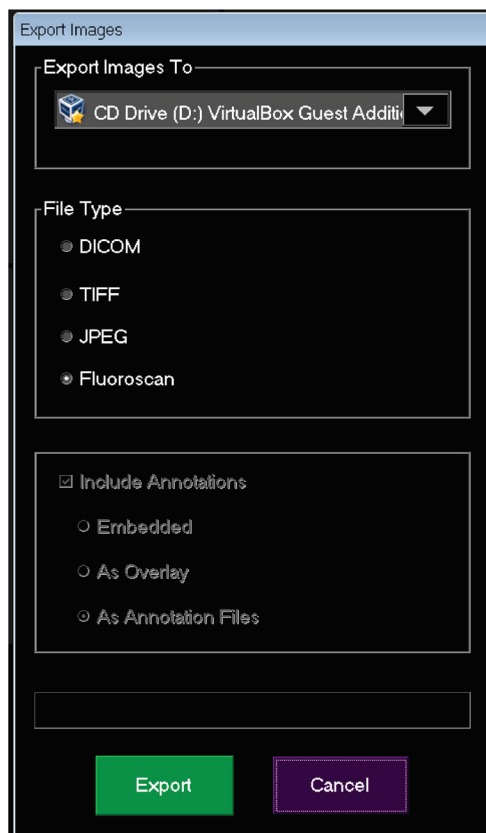 Export Images
Export Images To
CD Drive (D:) VirtualBox Guest Additi
File Type
DICOM
TIFF
JPEG
Fluoroscan
Include Annotations
Embedded
As Overlay
As Annotation Files
Export
Cancel